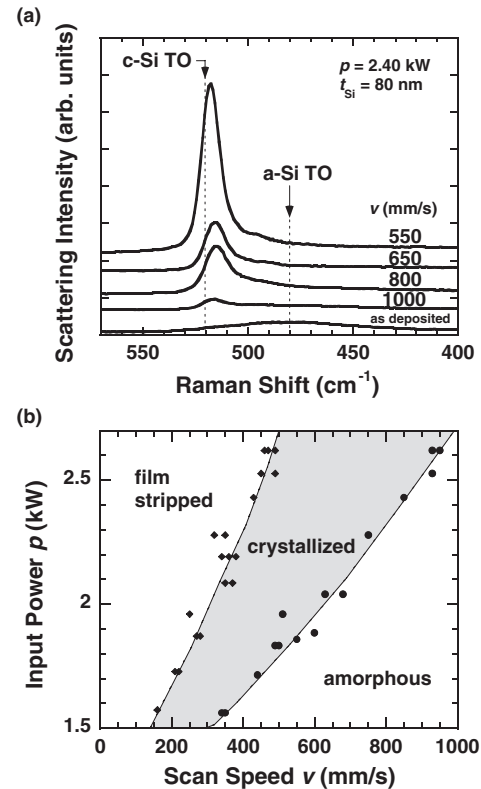 (a)
c-Si TO
p = 2.40 kW
tSi = 80 nm
a-Si TO
v (mm/s)
550
650
800
1000
as deposited
Scattering Intensity (arb. units)
550 500 450 400
Raman Shift (cm-1)
(b)
film
stripped
crystallized
amorphous
Input Power p (kW)
2.5
2
1.5
0 200 400 600 800 1000
Scan Speed v (mm/s)